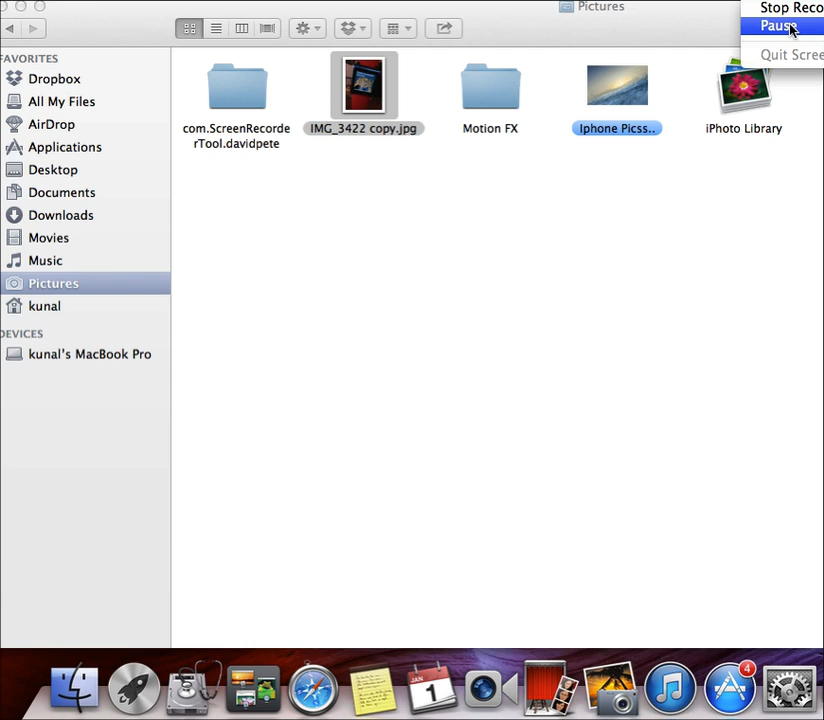 Pictures
Stop Reco
Pause
Quit Scree
FAVORITES
Dropbox
All My Files
AirDrop
Applications
Desktop
Documents
Downloads
Movies
Music
Pictures
kunal
DEVICES
kunal's MacBook Pro
com.ScreenRecorde
rTool.davidpete
IMG_3422 copy.jpg
Motion FX
Iphone Picss..
iPhoto Library
JAN
1
4